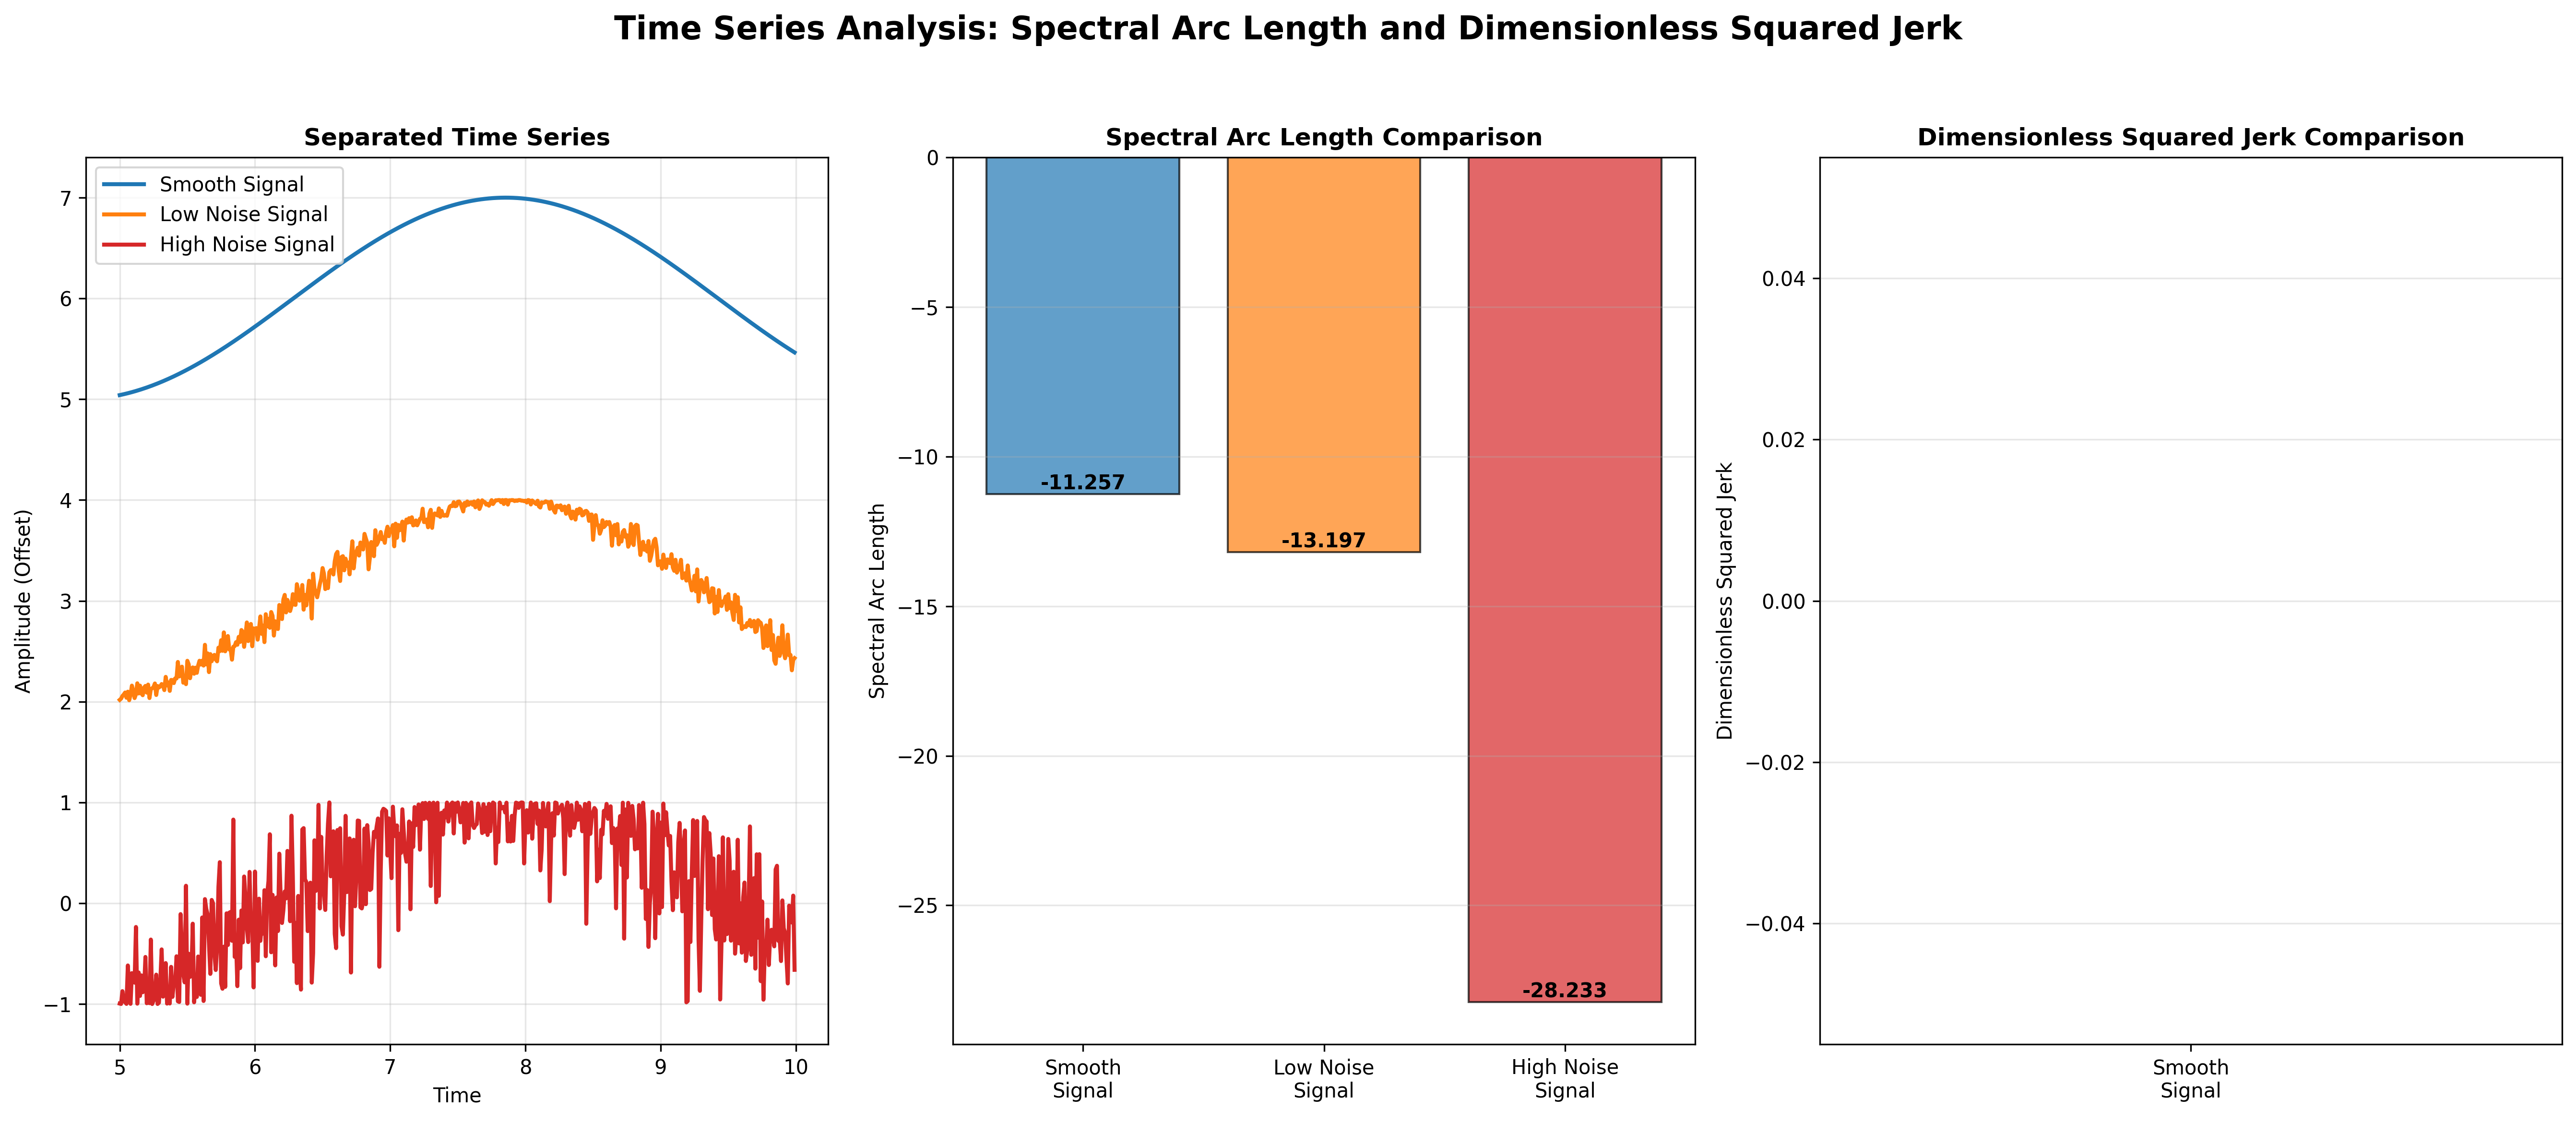 Time Series Analysis: Spectral Arc Length and Dimensionless Squared Jerk
Separated Time Series
Smooth Signal
Low Noise Signal
High Noise Signal
Amplitude (Offset)
7
6
5
4
3
2
1
0
−1
5 6 7 8 9 10
Time
Spectral Arc Length Comparison
Spectral Arc Length
0
−5
−10
−15
−20
−25
-11.257
-13.197
-28.233
Smooth
Signal
Low Noise
Signal
High Noise
Signal
Dimensionless Squared Jerk Comparison
Dimensionless Squared Jerk
0.04
0.02
0.00
−0.02
−0.04
Smooth
Signal